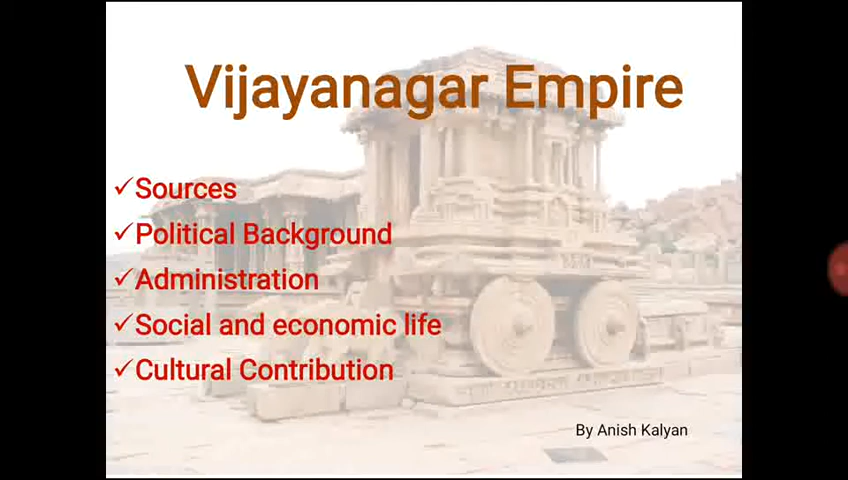 Vijayanagar Empire
✓Sources
✓Political Background
✓Administration
✓Social and economic life
✓Cultural Contribution
By Anish Kalyan